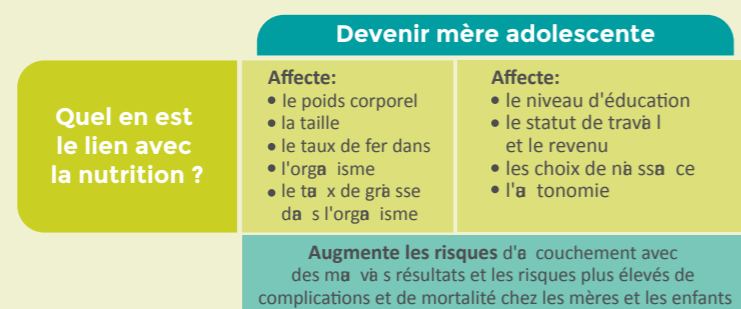 Devenir mère adolescente
Quel en est
le lien avec
la nutrition ?
Affecte:
• le poids corporel
• la taille
• le taux de fer dans
• l'orga isme
• le ta x de grà sse
da s l'orga isme
Affecte:
• le niveau d'éducation
• le statut de travà l
et le revenu
• les choix de nà ssa ce
• l'a tonomie
Augmente les risques d'a couchement avec
des ma và s résultats et les risques plus élevés de
complications et de mortalité chez les mères et les enfants